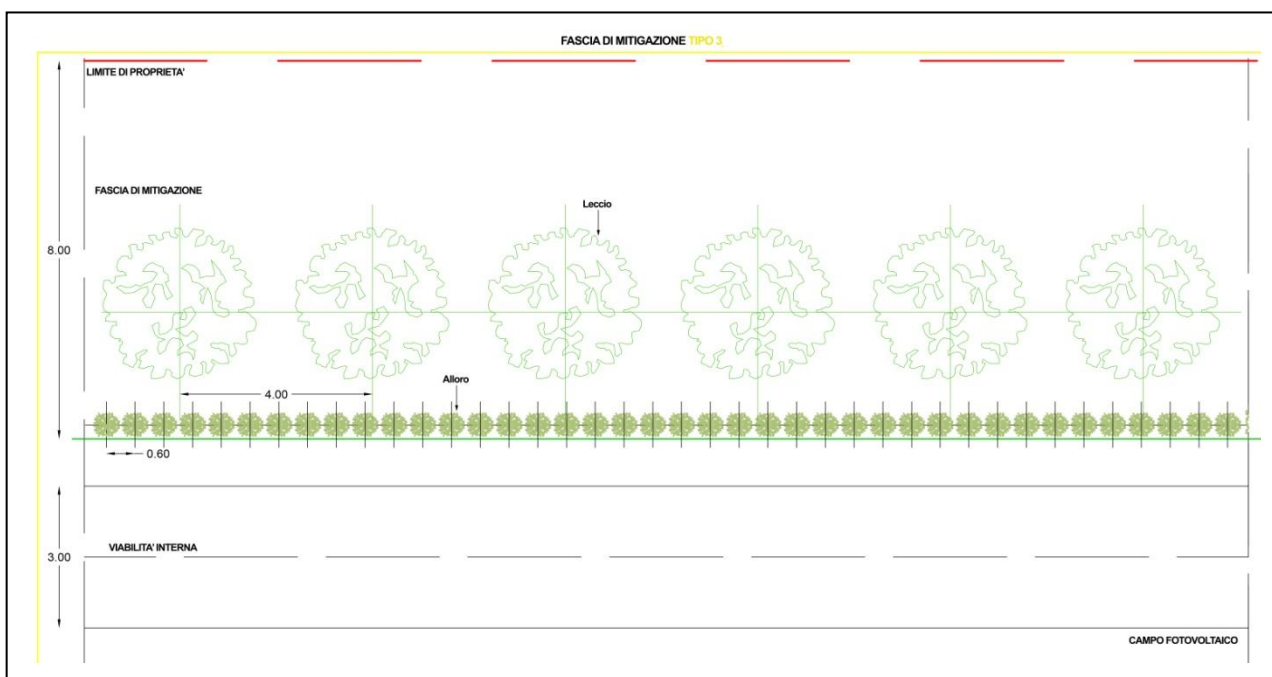 FASCIA DI MITIGAZIONE TIPO 3
LIMITE DI PROPRIETA'
FASCIA DI MITIGAZIONE
Leccio
8.00
Alloro
4.00
0.60
VIABILITA' INTERNA
3.00
CAMPO FOTOVOLTAICO